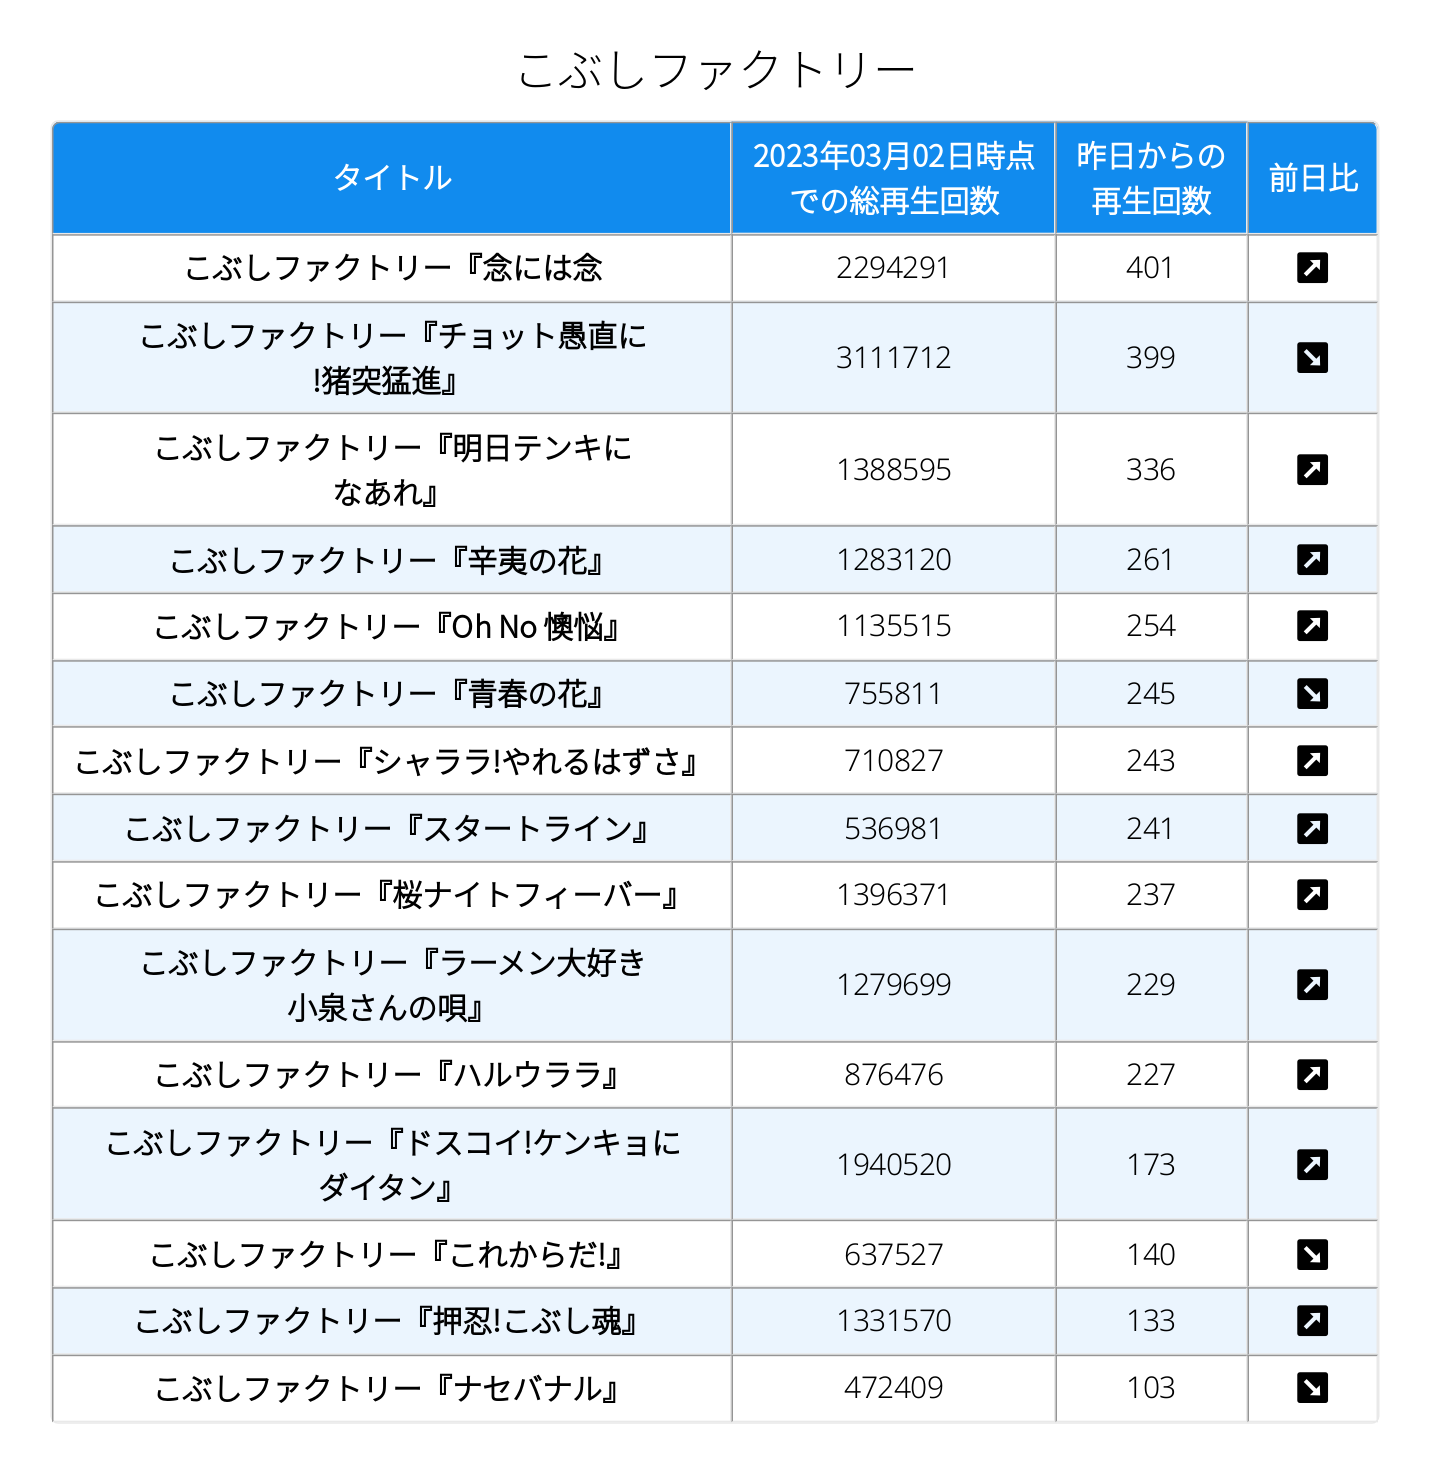 こぶしファクトリー
タイトル
2023年03月02日時点
での総再生回数
昨日からの
再生回数
前日比
こぶしファクトリー『念には念
2294291
401
こぶしファクトリー『チョット愚直に
!猪突猛進』
3111712
399
こぶしファクトリー『明日テンキに
なあれ』
1388595
336
こぶしファクトリー『辛夷の花』
1283120
261
こぶしファクトリー『Oh No 懊悩』
1135515
254
こぶしファクトリー『青春の花』
755811
245
こぶしファクトリー『シャララ!やれるはずさ』
710827
243
こぶしファクトリー『スタートライン』
536981
241
こぶしファクトリー『桜ナイトフィーバー』
1396371
237
こぶしファクトリー『ラーメン大好き
小泉さんの唄』
1279699
229
こぶしファクトリー『ハルウララ』
876476
227
こぶしファクトリー『ドスコイ!ケンキョに
ダイタン』
1940520
173
こぶしファクトリー『これからだ!』
637527
140
こぶしファクトリー『押忍!こぶし魂』
1331570
133
こぶしファクトリー『ナセバナル』
472409
103